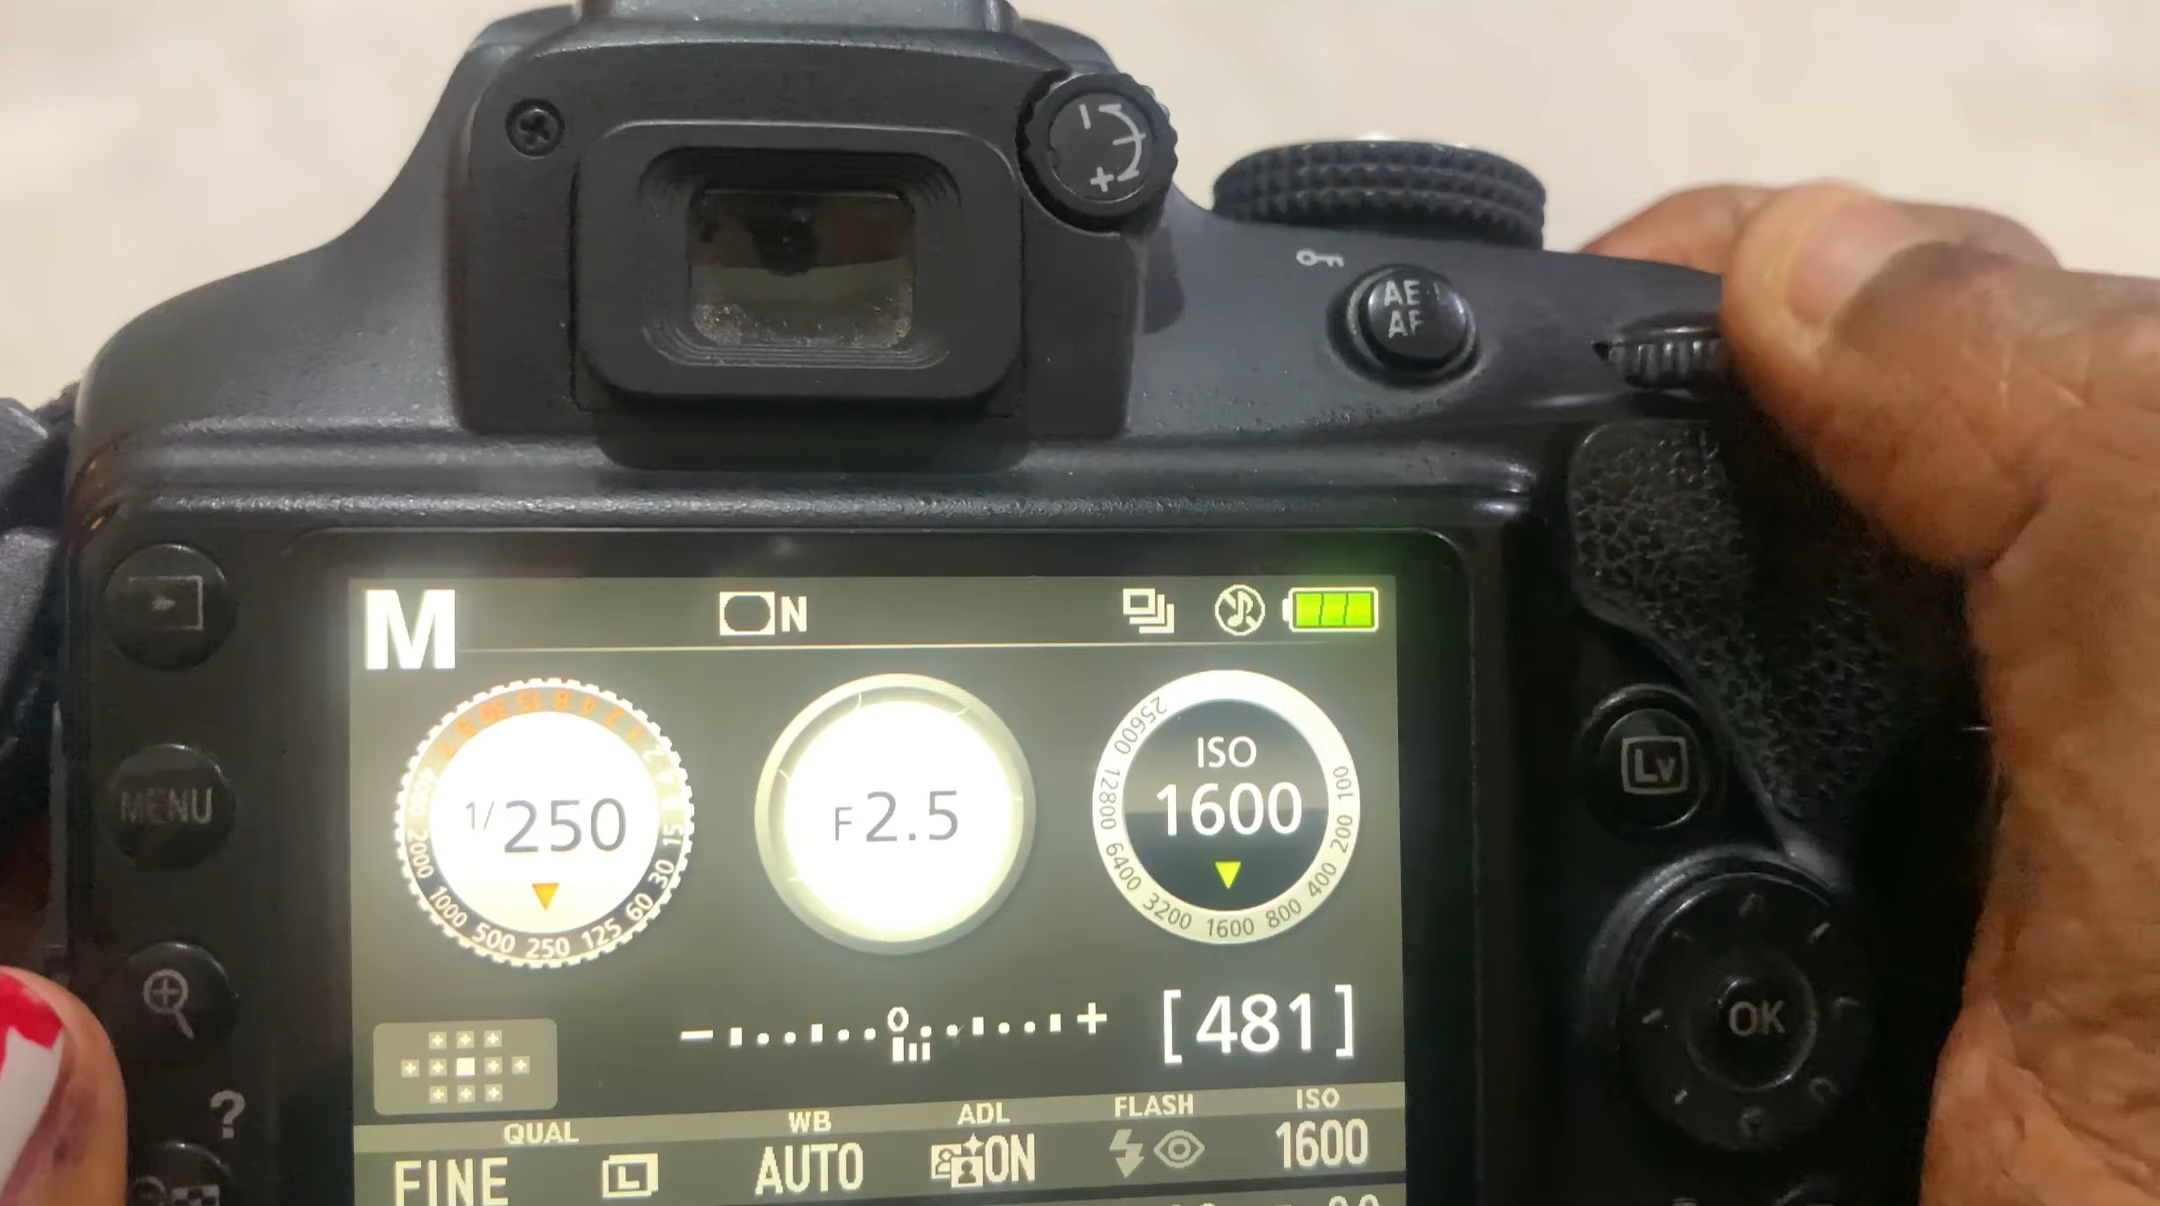 AE-L
AF
M
N
1/250
F2.5
ISO
1600
25600 12800 6400 3200 1600 800 400 200 100
4000 2000 1000 500 250 125 60 30 15
MENU
Lv
OK
− 0 +
[481]
?
QUAL WB ADL FLASH ISO
FINE L AUTO ON 1600